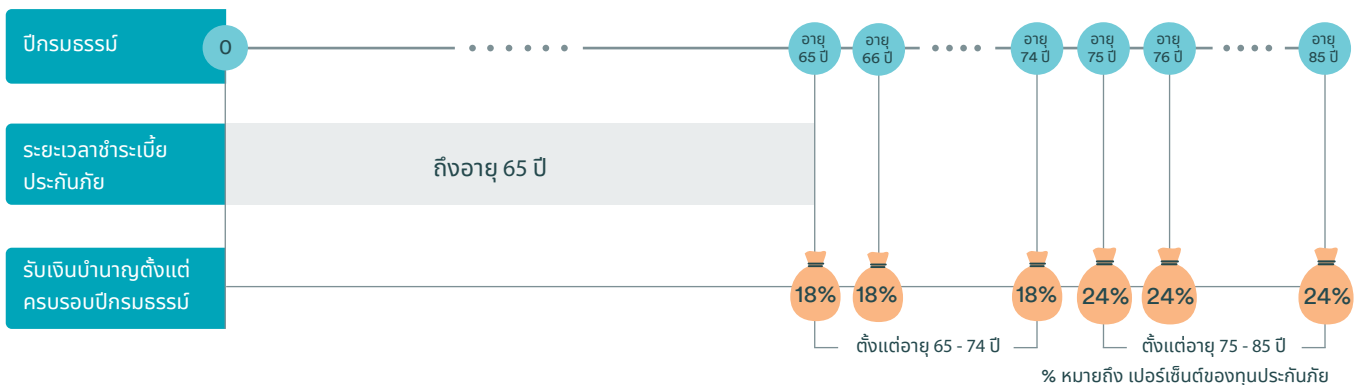 ปีกรมธรรม์
0
อายุ
65 ปี
อายุ
66 ปี
อายุ
74 ปี
อายุ
75 ปี
อายุ
76 ปี
อายุ
85 ปี
ระยะเวลาชำระเบี้ย
ประกันภัย
ถึงอายุ 65 ปี
รับเงินบำนาญตั้งแต่
ครบรอบปีกรมธรรม์
18%
18%
18%
24%
24%
24%
ตั้งแต่อายุ 65 - 74 ปี
ตั้งแต่อายุ 75 - 85 ปี
% หมายถึง เปอร์เซ็นต์ของทุนประกันภัย